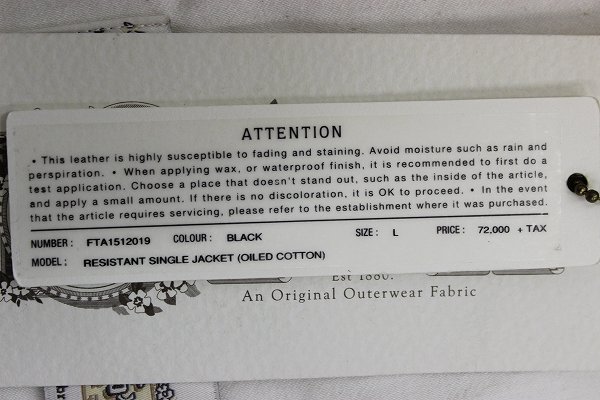 ATTENTION
• This leather is highly susceptible to fading and staining. Avoid moisture such as rain and
perspiration. • When applying wax, or waterproof finish, it is recommended to first do a
test application. Choose a place that doesn't stand out, such as the inside of the article,
and apply a small amount. If there is no discoloration, it is OK to proceed. • In the event
that the article requires servicing, please refer to the establishment where it was purchased.
NUMBER: FTA1512019 COLOUR: BLACK SIZE: L PRICE: 72,000 + TAX
MODEL: RESISTANT SINGLE JACKET (OILED COTTON)
Est 1880.
An Original Outerwear Fabric